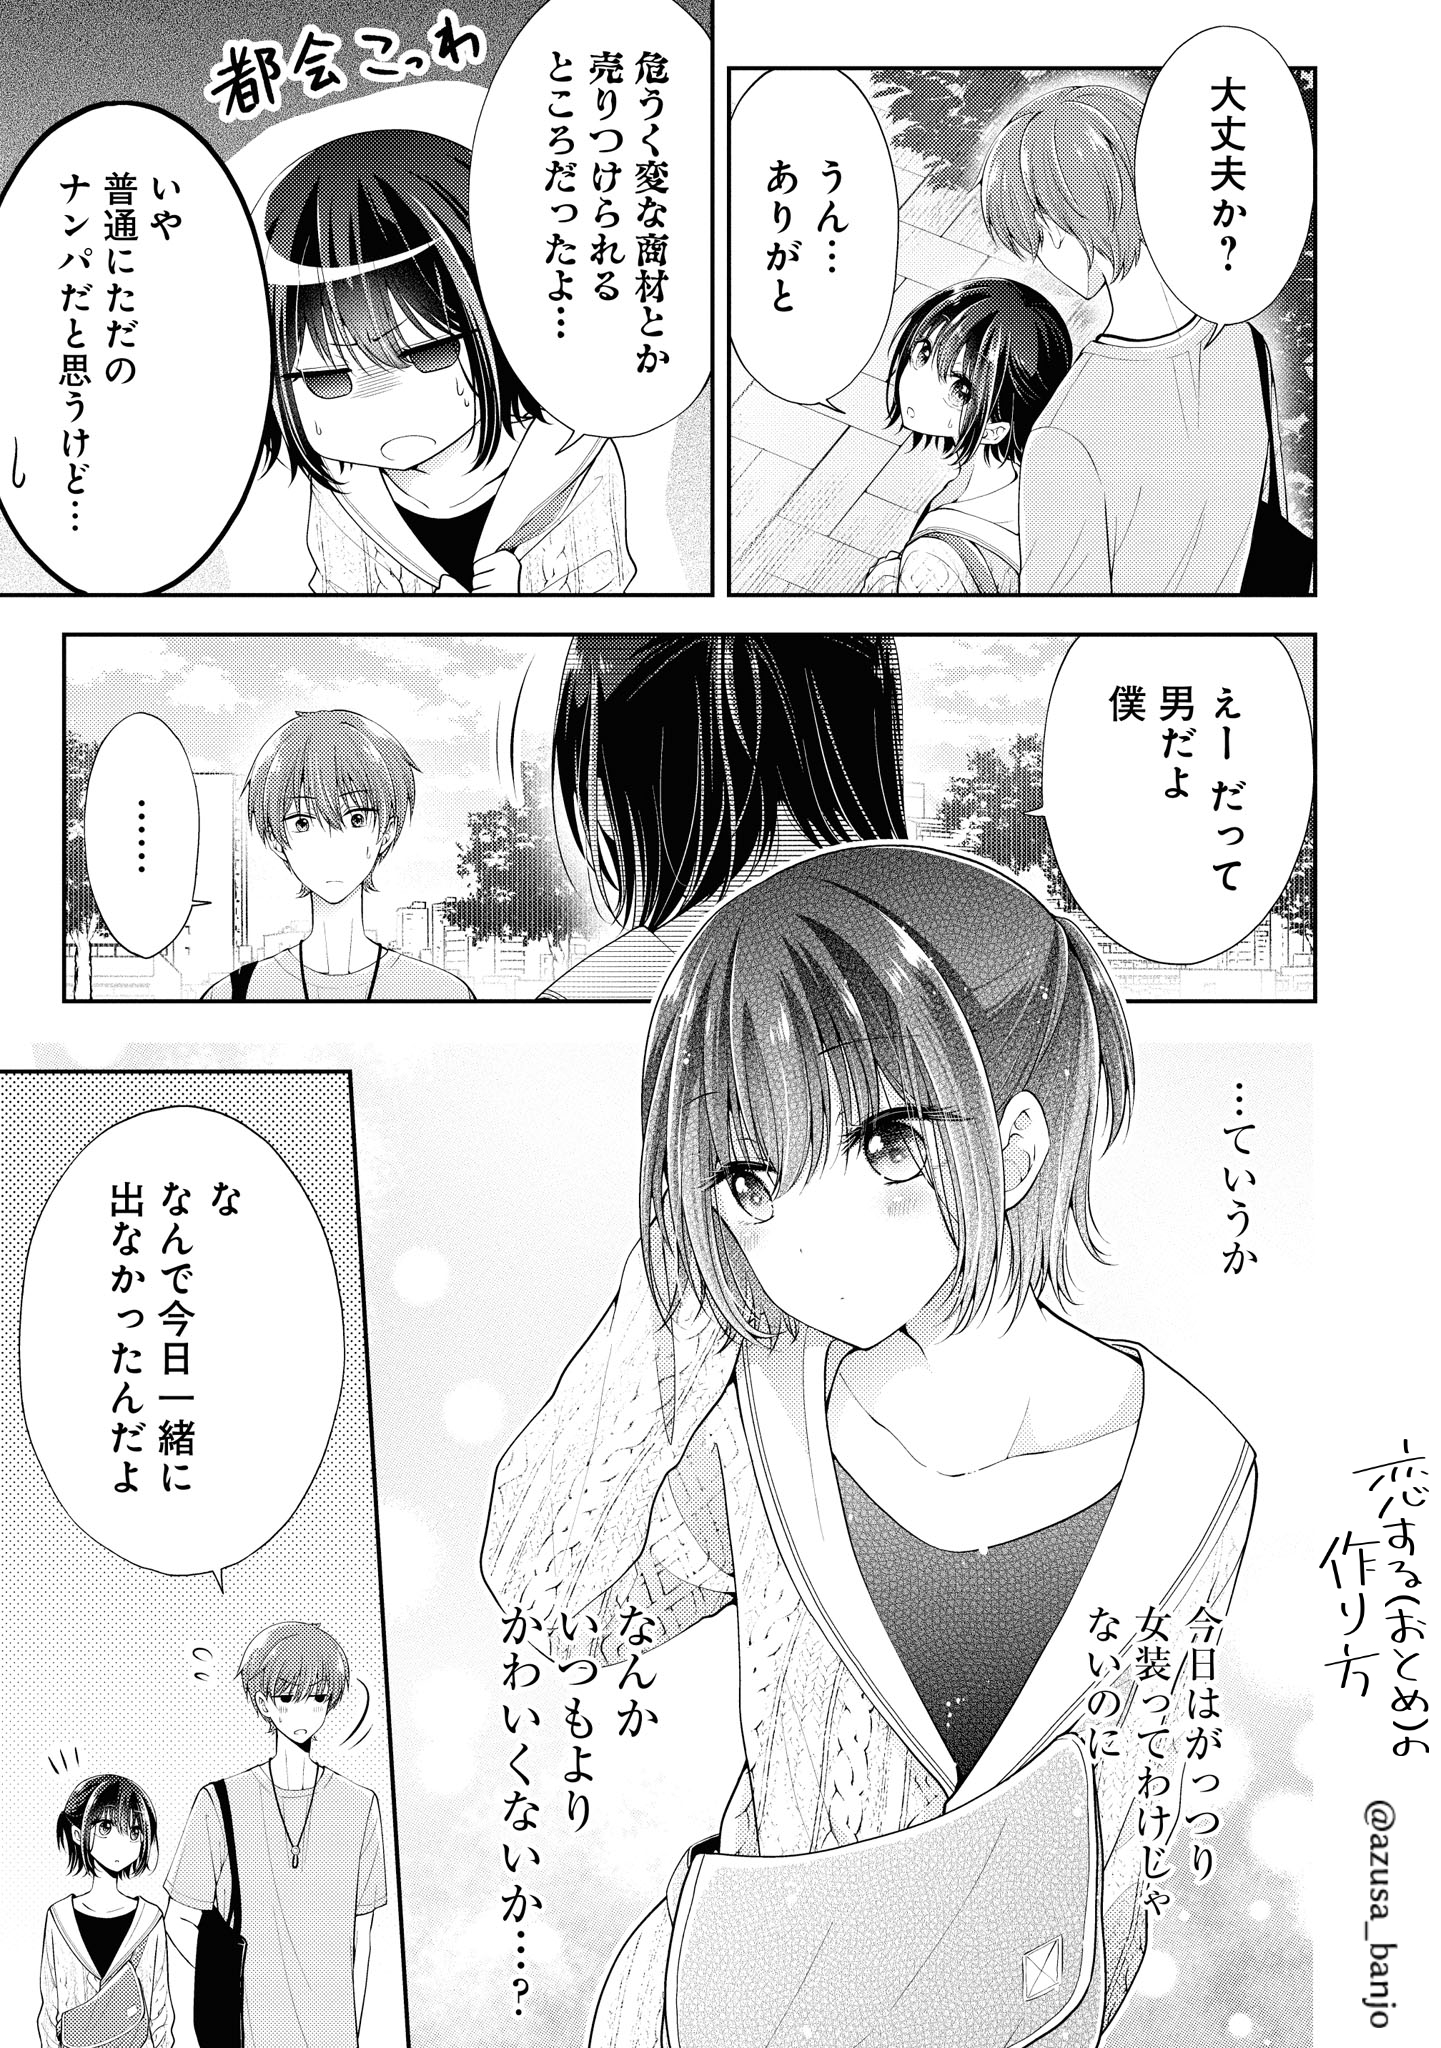 大丈夫か?
うん…
ありがと
危うく変な商材とか
売りつけられる
ところだったよ…
都会こっわ
いや
普通にただの
ナンパだと思うけど…
えー だって
男だよ
僕
……
…ていうか
今日はがっつり
女装ってわけじゃ
ないのに
なんか
いつもより
かわいくないか…?
な
なんで今日一緒に
出なかったんだよ
恋する(おとめ)の
作り方
@azusa_banjo